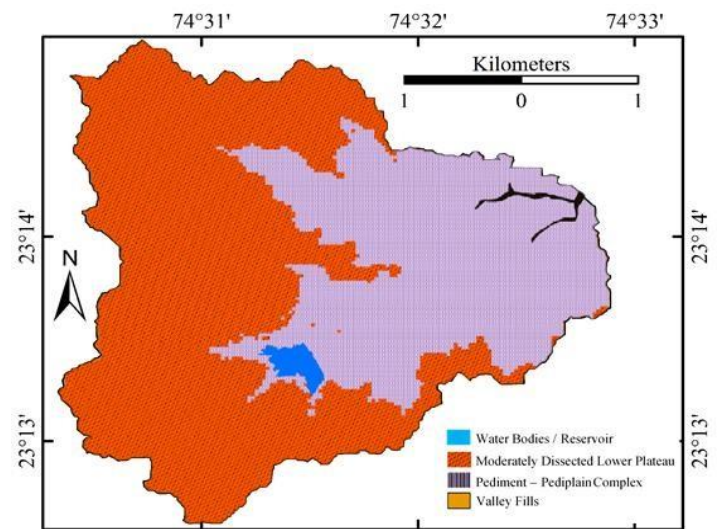 74°31' 74°32' 74°33'
Kilometers
1 0 1
23°14' 23°14'
N
23°13' 23°13'
Water Bodies / Reservoir
Moderately Dissected Lower Plateau
Pediment – Pediplain Complex
Valley Fills